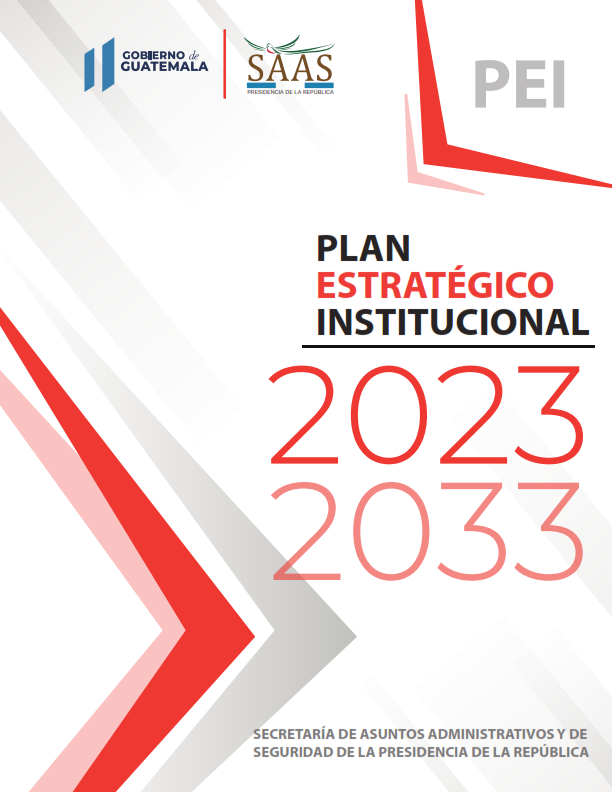 GOBIERNO de
GUATEMALA
SAAS
PRESIDENCIA DE LA REPÚBLICA
PEI
PLAN
ESTRATÉGICO
INSTITUCIONAL
2023
2033
SECRETARÍA DE ASUNTOS ADMINISTRATIVOS Y DE
SEGURIDAD DE LA PRESIDENCIA DE LA REPÚBLICA